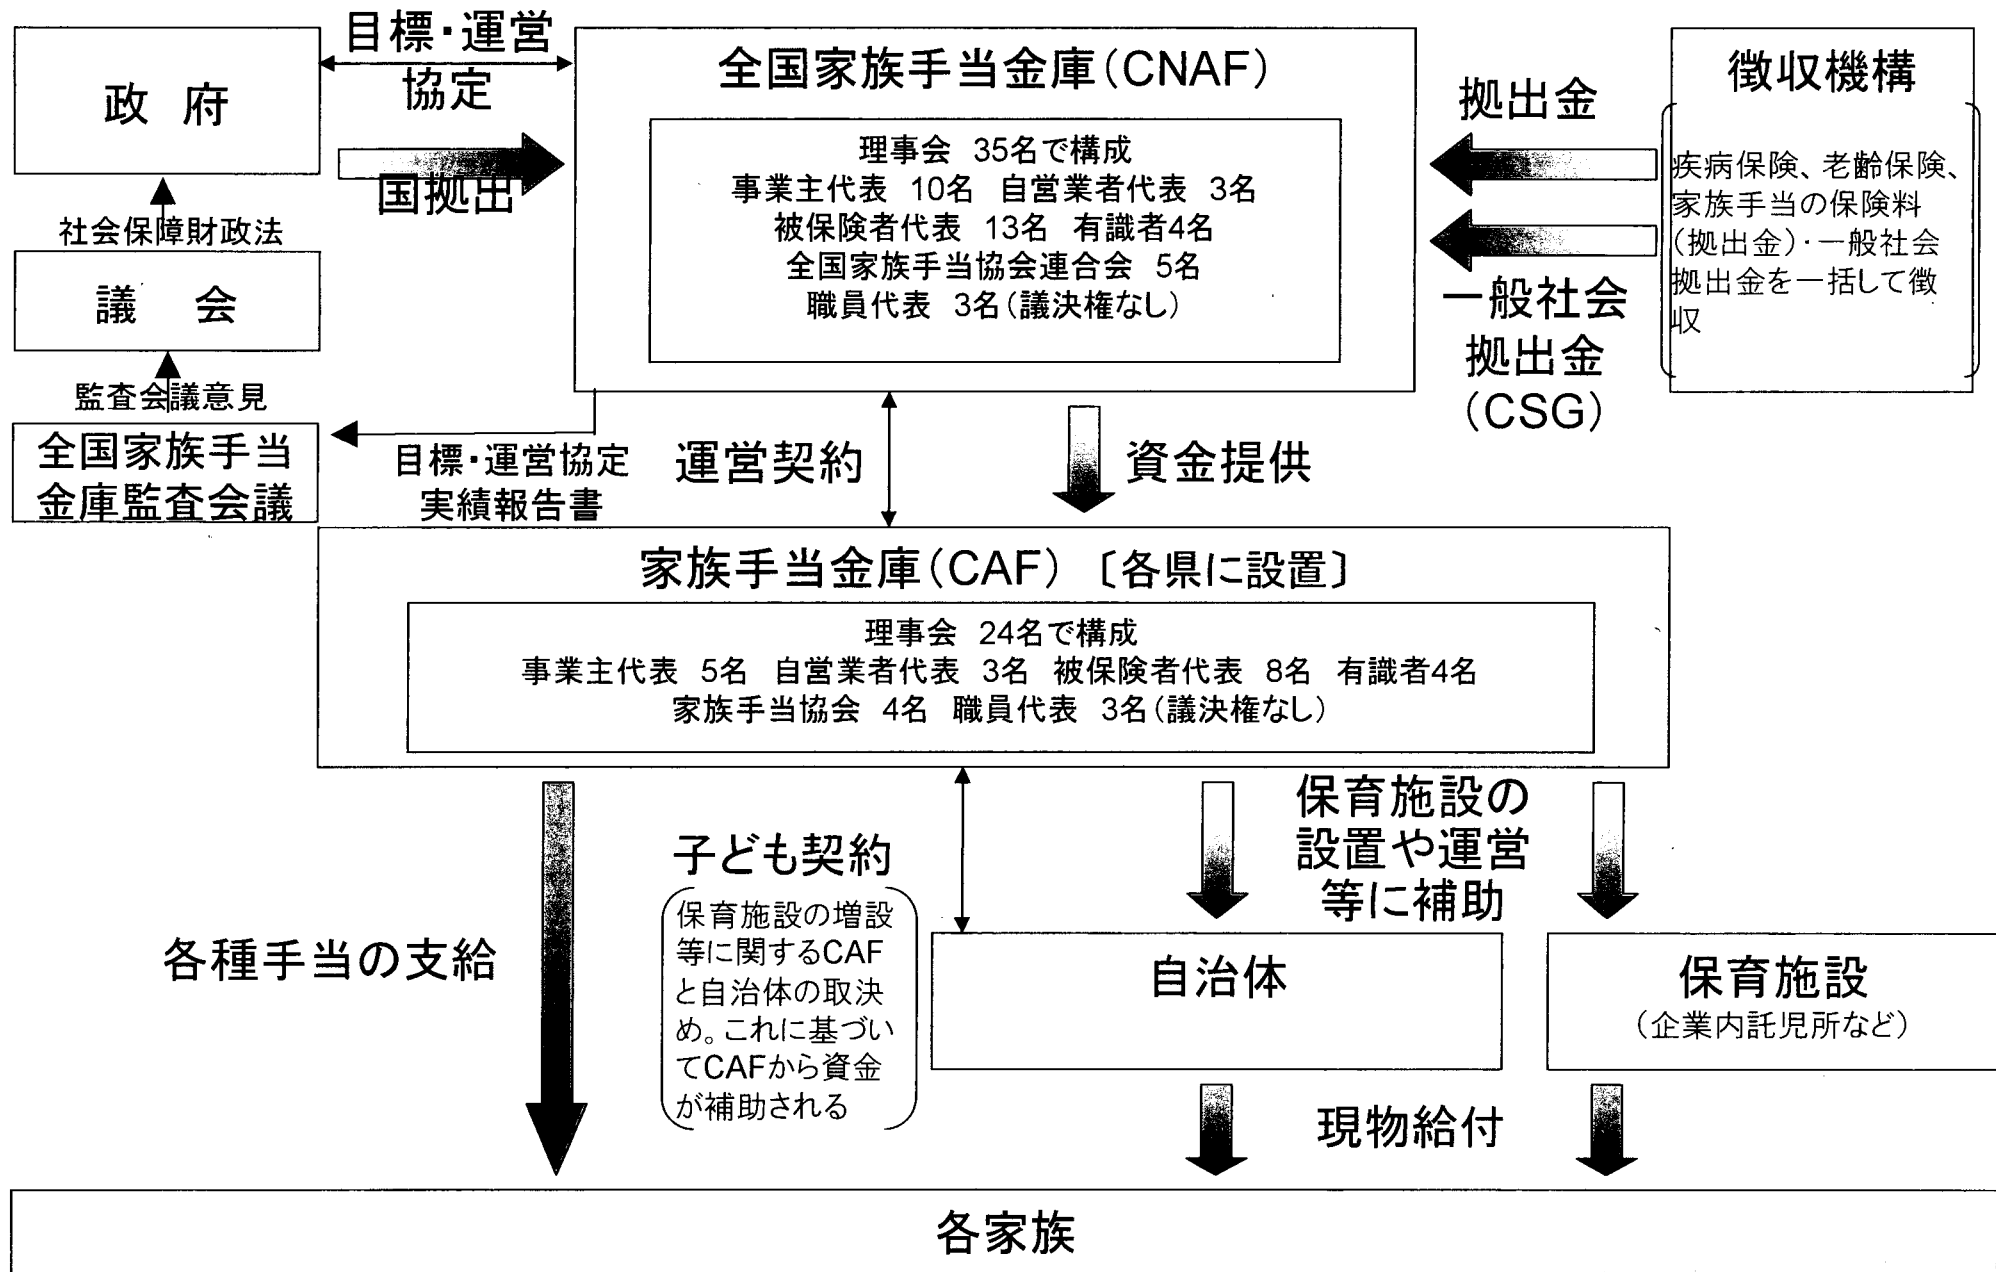 目標・運営
協定
政 府
国拠出
社会保障財政法
議 会
監査会議意見
全国家族手当
金庫監査会議
目標・運営協定
実績報告書
全国家族手当金庫(CNAF)
理事会 35名で構成
事業主代表 10名 自営業者代表 3名
被保険者代表 13名 有識者4名
全国家族手当協会連合会 5名
職員代表 3名(議決権なし)
拠出金
一般社会
拠出金
(CSG)
徴収機構
疾病保険、老齢保険、
家族手当の保険料
(拠出金)・一般社会
拠出金を一括して徴
収
運営契約
資金提供
家族手当金庫(CAF)〔各県に設置〕
理事会 24名で構成
事業主代表 5名 自営業者代表 3名 被保険者代表 8名 有識者4名
家族手当協会 4名 職員代表 3名(議決権なし)
各種手当の支給
子ども契約
保育施設の増設
等に関するCAF
と自治体の取決
め。これに基づい
てCAFから資金
が補助される
保育施設の
設置や運営
等に補助
自治体
保育施設
(企業内託児所など)
現物給付
各家族